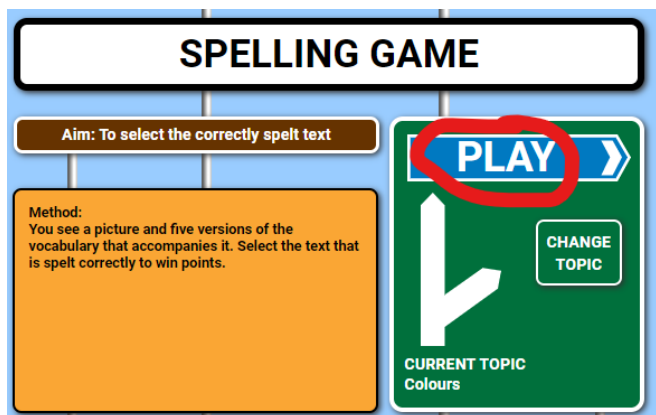 SPELLING GAME
Aim: To select the correctly spelt text
Method:
You see a picture and five versions of the
vocabulary that accompanies it. Select the text that
is spelt correctly to win points.
PLAY
CHANGE
TOPIC
CURRENT TOPIC
Colours